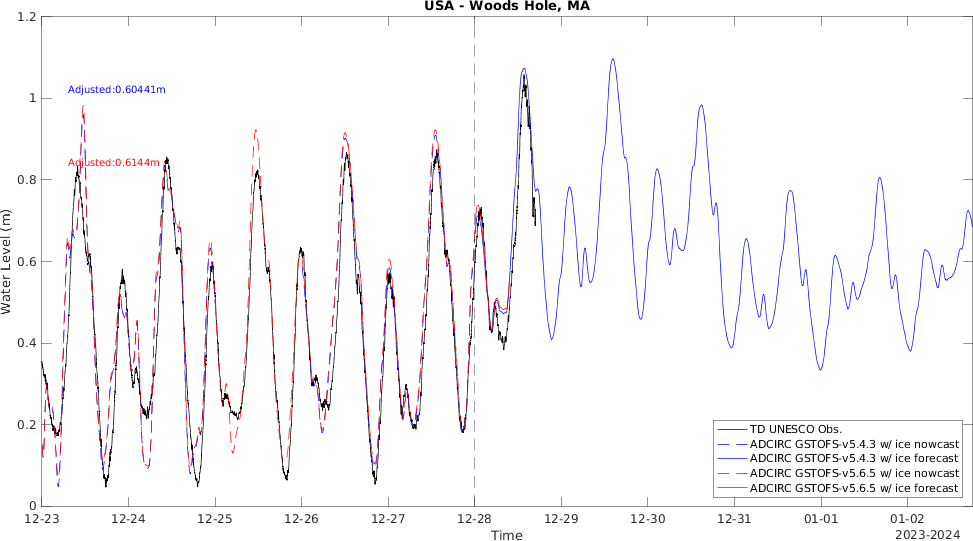 USA - Woods Hole, MA
1.2
1
0.8
0.6
0.4
0.2
0
Water Level (m)
Adjusted:0.60441m
Adjusted:0.6144m
TD UNESCO Obs.
ADCIRC GSTOFS-v5.4.3 w/ ice nowcast
ADCIRC GSTOFS-v5.4.3 w/ ice forecast
ADCIRC GSTOFS-v5.6.5 w/ ice nowcast
ADCIRC GSTOFS-v5.6.5 w/ ice forecast
12-23 12-24 12-25 12-26 12-27 12-28 12-29 12-30 12-31 01-01 01-02
Time
2023-2024